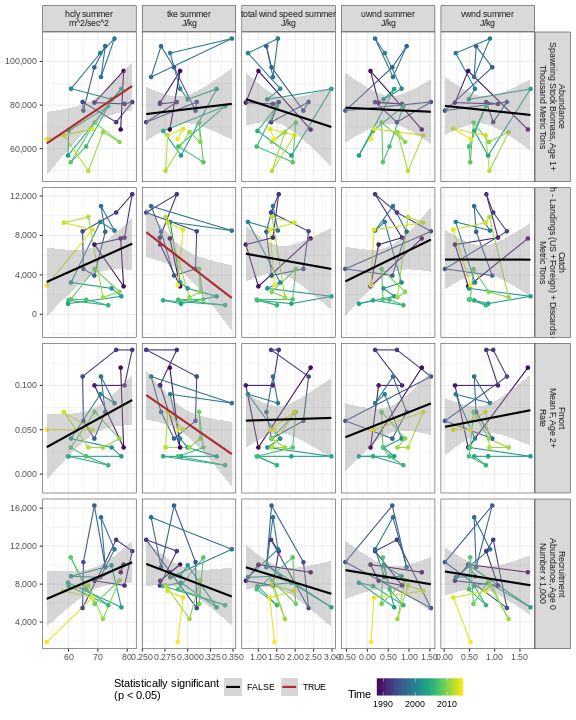 hcly summer
m^2/sec^2
tke summer
J/kg
total wind speed summer
J/kg
uwnd summer
J/kg
vwnd summer
J/kg
100,000
80,000
60,000
Abundance
Spawning Stock Biomass, Age 1+
Thousand Metric Tons
12,000
8,000
4,000
0
Catch
h - Landings (US +Foreign) + Discards
Metric Tons
0.100
0.050
0.000
Fmort
Mean F, Age 2+
Rate
16,000
12,000
8,000
4,000
Recruitment
Abundance, Age 0
Number x 1,000
60 70 80
0.250 0.275 0.300 0.325 0.350
1.00 1.50 2.00 2.50 3.00
0.50 0.00 0.50 1.00 1.50
0.00 0.50 1.00 1.50
Statistically significant
(p < 0.05)
FALSE
TRUE
Time
1990 2000 2010